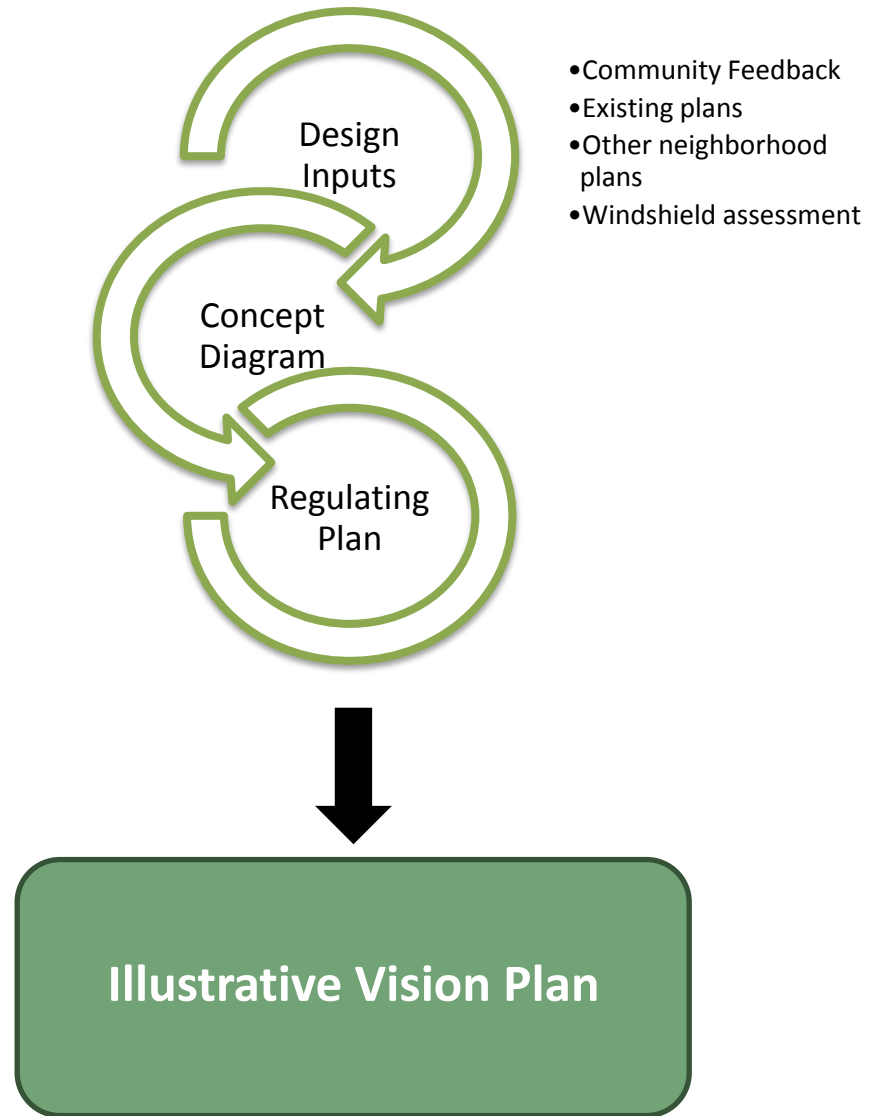 Design
Inputs
•Community Feedback
•Existing plans
•Other neighborhood
plans
•Windshield assessment
Concept
Diagram
Regulating
Plan
Illustrative Vision Plan